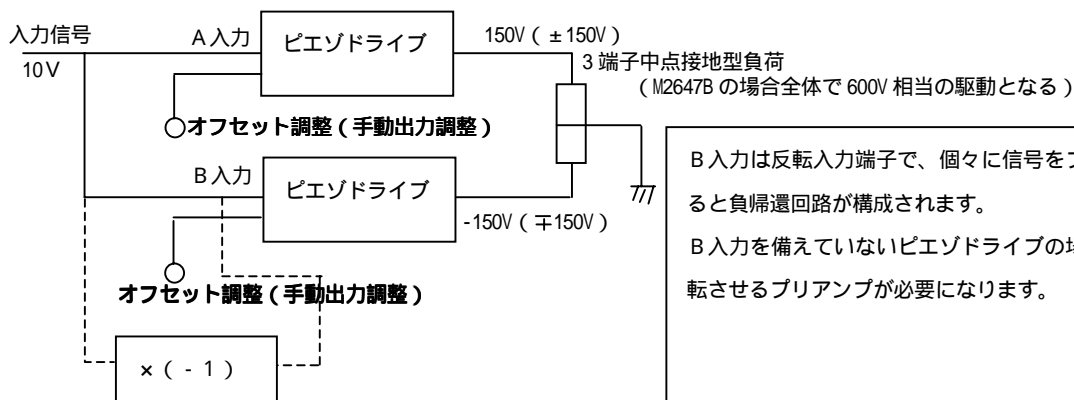 入力信号
10V
A入力
ピエゾドライブ
150V(±150V)
3端子中点接地型負荷
(M2647Bの場合全体で600V相当の駆動となる)
オフセット調整(手動出力調整)
B入力
ピエゾドライブ
-150V(∓150V)
オフセット調整(手動出力調整)
×(-1)
B入力は反転入力端子で、個々に信号を
ると負帰還回路が構成されます。
B入力を備えていないピエゾドライブの
転させるプリアンプが必要になります。